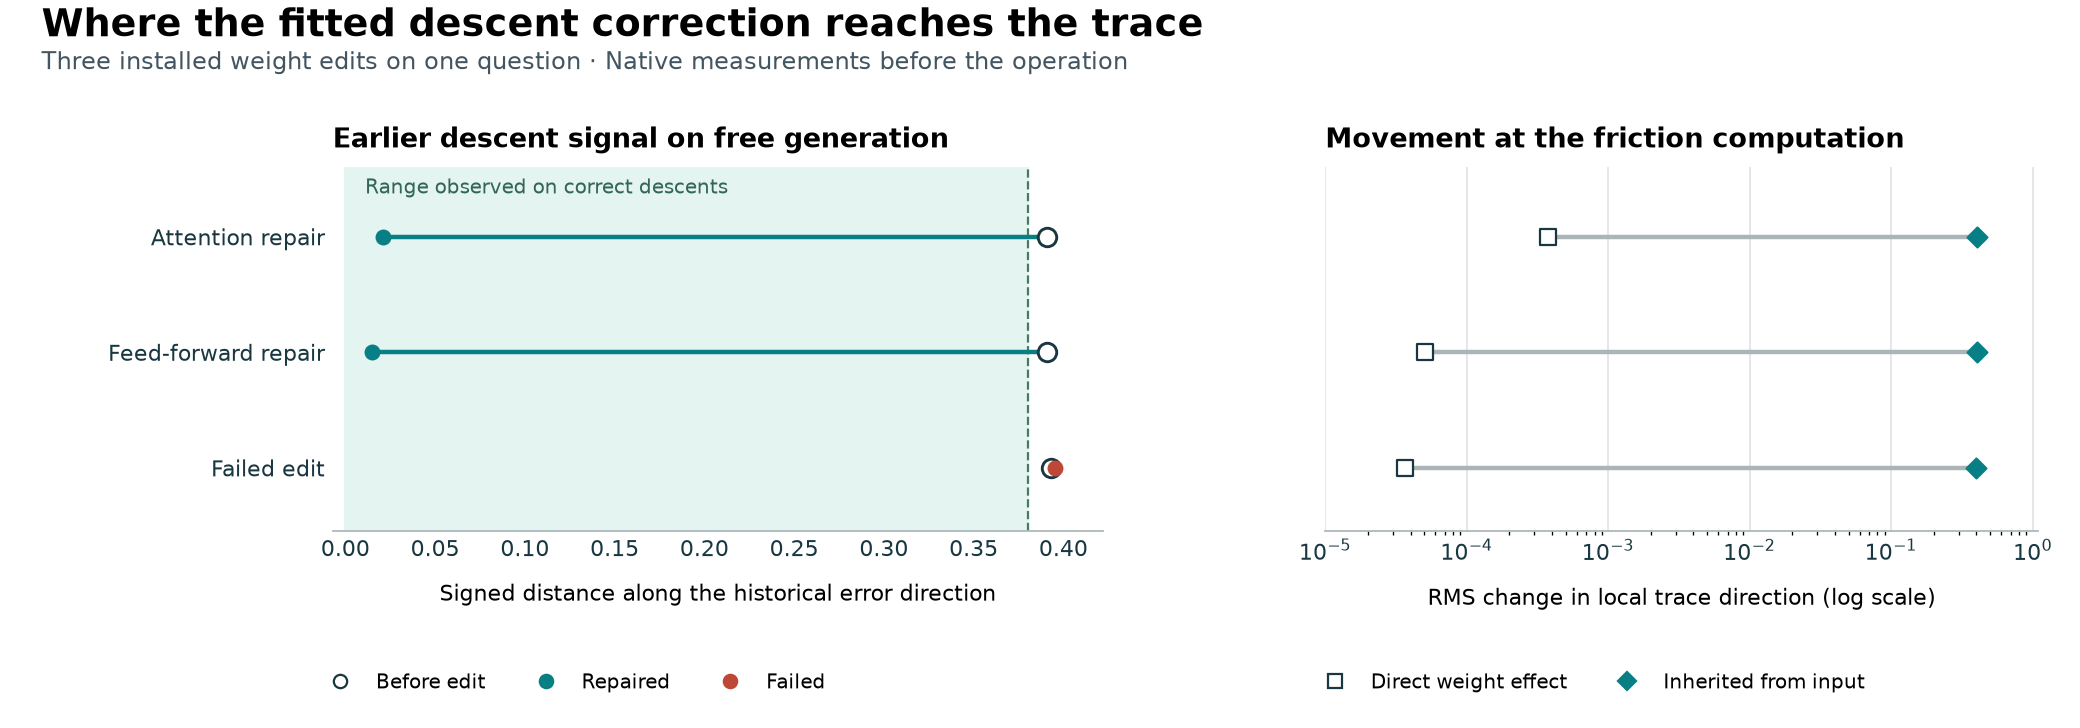 Where the fitted descent correction reaches the trace
Three installed weight edits on one question · Native measurements before the operation
Earlier descent signal on free generation
Range observed on correct descents
Attention repair
Feed-forward repair
Failed edit
0.00 0.05 0.10 0.15 0.20 0.25 0.30 0.35 0.40
Signed distance along the historical error direction
Before edit Repaired Failed
Movement at the friction computation
10⁻⁵ 10⁻⁴ 10⁻³ 10⁻² 10⁻¹ 10⁰
RMS change in local trace direction (log scale)
Direct weight effect Inherited from input